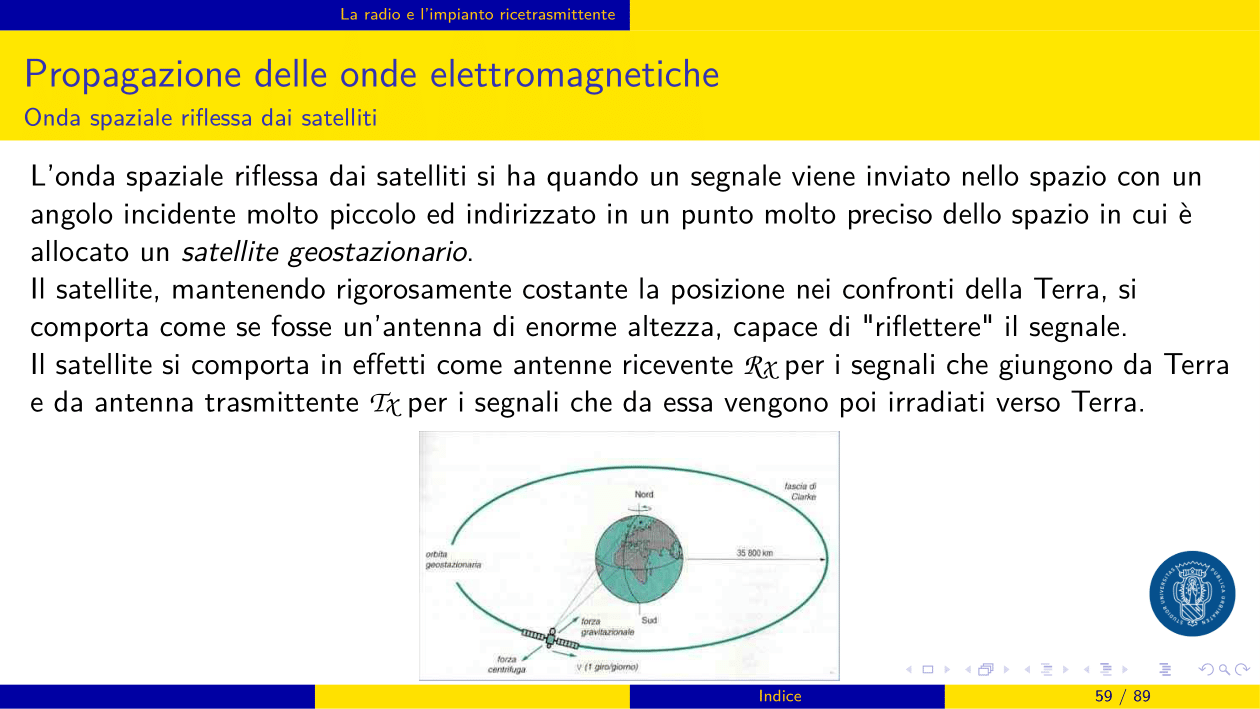 La radio e l'impianto ricetrasmittente
Propagazione delle onde elettromagnetiche
Onda spaziale riflessa dai satelliti
L'onda spaziale riflessa dai satelliti si ha quando un segnale viene inviato nello spazio con un
angolo incidente molto piccolo ed indirizzato in un punto molto preciso dello spazio in cui è
allocato un satellite geostazionario.
Il satellite, mantenendo rigorosamente costante la posizione nei confronti della Terra, si
comporta come se fosse un'antenna di enorme altezza, capace di "riflettere" il segnale.
Il satellite si comporta in effetti come antenne ricevente Rx per i segnali che giungono da Terra
e da antenna trasmittente Tx per i segnali che da essa vengono poi irradiati verso Terra.
fascia di
Clarke
Nord
35 800 km
orbita
geostazionaria
forza
gravitazionale
Sud
forza
centrifuga
V (1 giro/giorno)
Indice
59 / 89